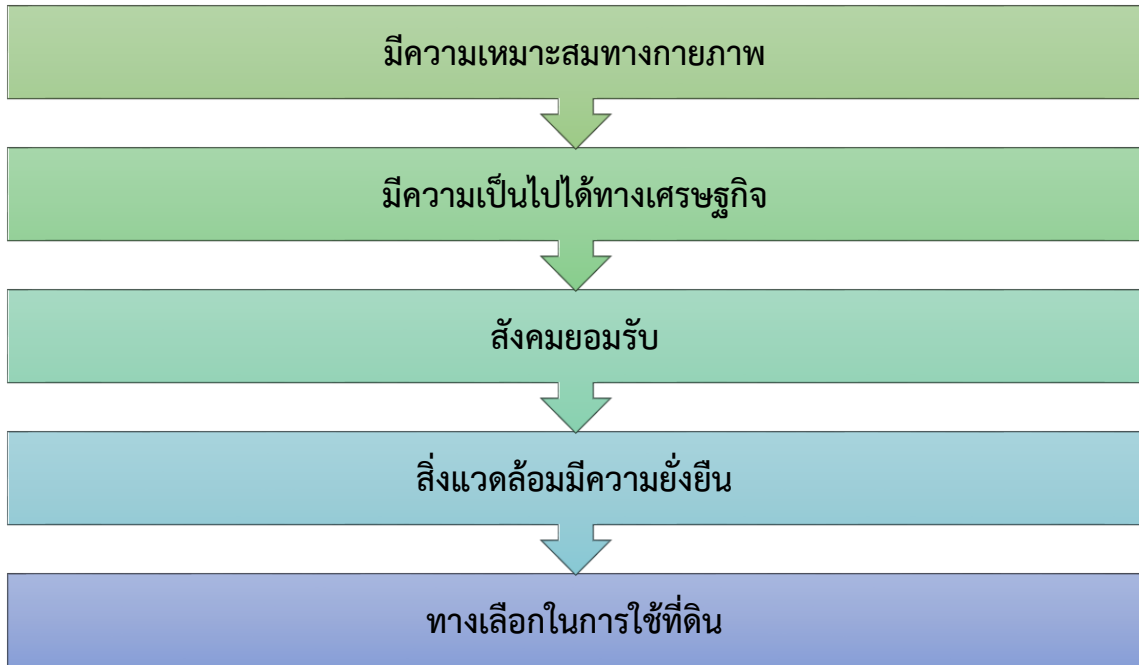 มีความเหมาะสมทางกายภาพ
มีความเป็นไปได้ทางเศรษฐกิจ
สังคมยอมรับ
สิ่งแวดล้อมมีความยั่งยืน
ทางเลือกในการใช้ที่ดิน